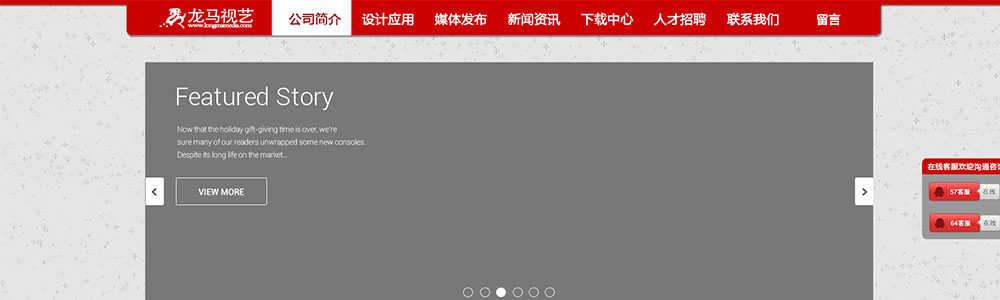 龙马视艺
www.longmamedia.com
公司简介 设计应用 媒体发布 新闻资讯 下载中心 人才招聘 联系我们 留言
Featured Story
Now that the holiday gift-giving time is over, we're
sure many of our readers unwrapped some new consoles.
Despite its long life on the market...
VIEW MORE
在线客服欢迎沟通咨询
57客服 在线
64客服 在线